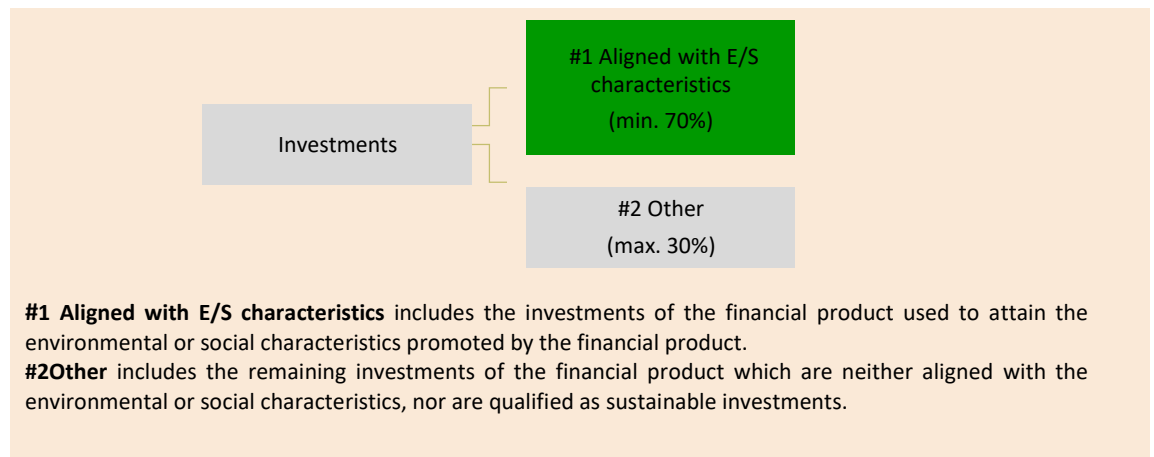 #1 Aligned with E/S
characteristics
(min. 70%)
Investments
#2 Other
(max. 30%)
#1 Aligned with E/S characteristics includes the investments of the financial product used to attain the
environmental or social characteristics promoted by the financial product.
#2Other includes the remaining investments of the financial product which are neither aligned with the
environmental or social characteristics, nor are qualified as sustainable investments.